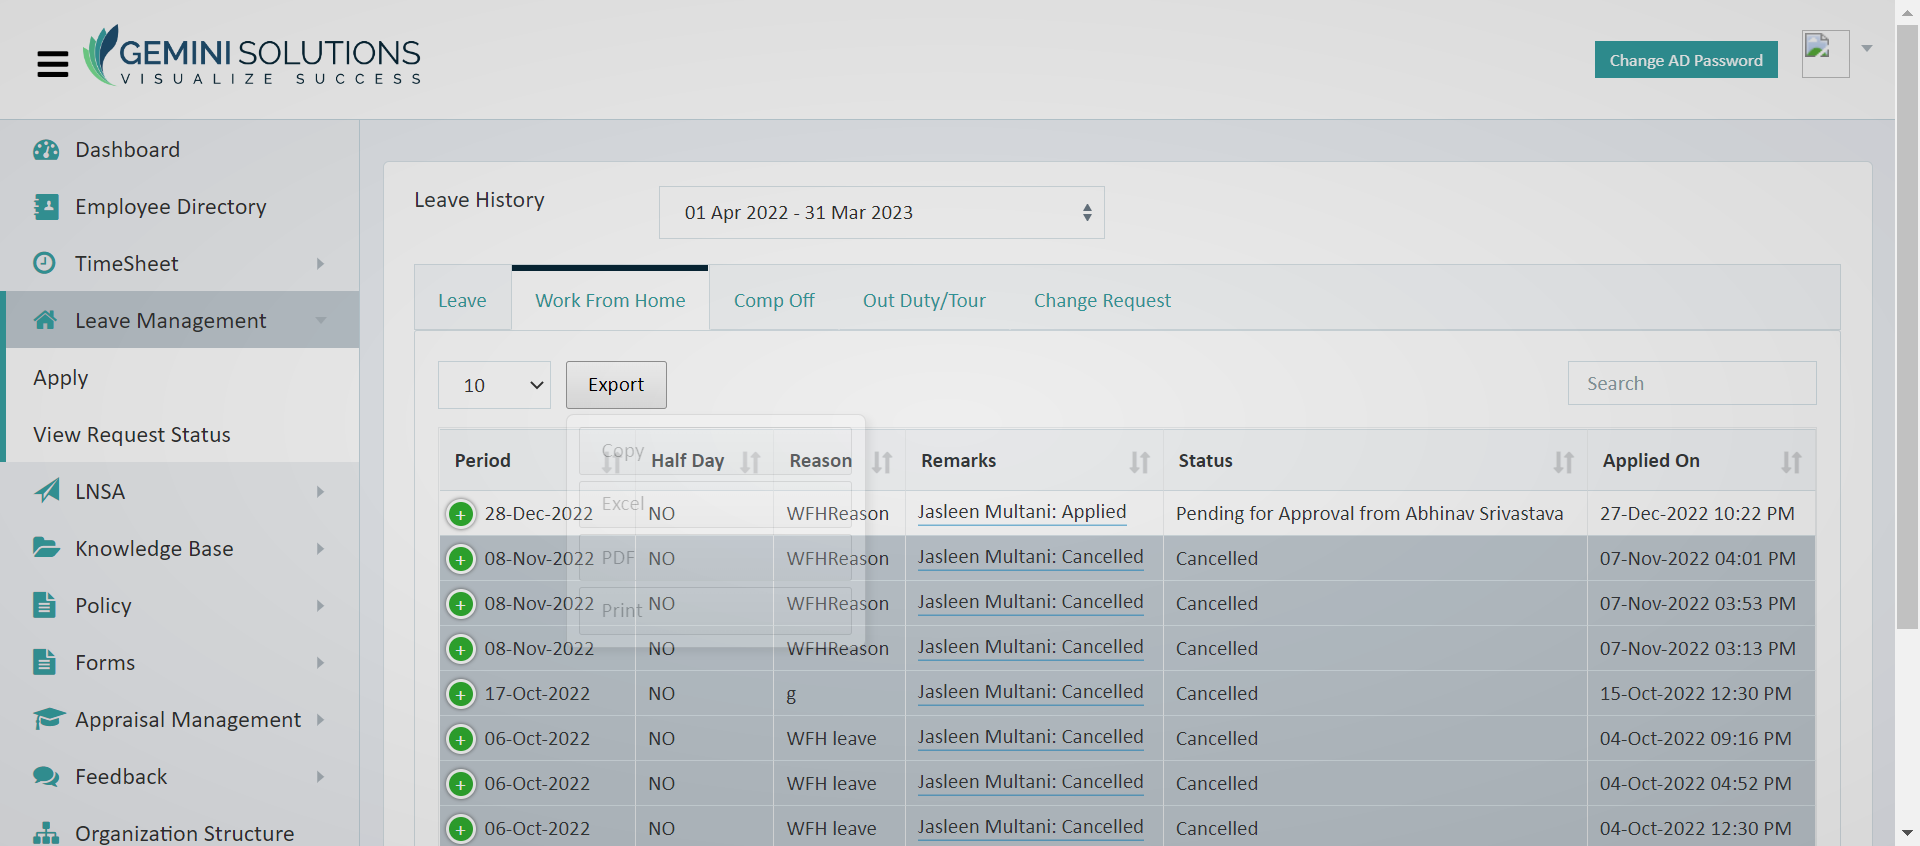 GEMINI SOLUTIONS
VISUALIZE SUCCESS
Change AD Password
Dashboard
Employee Directory
TimeSheet
Leave Management
Apply
View Request Status
LNSA
Knowledge Base
Policy
Forms
Appraisal Management
Feedback
Organization Structure
Leave History
01 Apr 2022 - 31 Mar 2023
Leave Work From Home Comp Off Out Duty/Tour Change Request
10 Export Search
Copy
Excel
PDF
Print
Period Half Day Reason Remarks Status Applied On
28-Dec-2022 NO WFHReason Jasleen Multani: Applied Pending for Approval from Abhinav Srivastava 27-Dec-2022 10:22 PM
08-Nov-2022 NO WFHReason Jasleen Multani: Cancelled Cancelled 07-Nov-2022 04:01 PM
08-Nov-2022 NO WFHReason Jasleen Multani: Cancelled Cancelled 07-Nov-2022 03:53 PM
08-Nov-2022 NO WFHReason Jasleen Multani: Cancelled Cancelled 07-Nov-2022 03:13 PM
17-Oct-2022 NO g Jasleen Multani: Cancelled Cancelled 15-Oct-2022 12:30 PM
06-Oct-2022 NO WFH leave Jasleen Multani: Cancelled Cancelled 04-Oct-2022 09:16 PM
06-Oct-2022 NO WFH leave Jasleen Multani: Cancelled Cancelled 04-Oct-2022 04:52 PM
06-Oct-2022 NO WFH leave Jasleen Multani: Cancelled Cancelled 04-Oct-2022 12:30 PM